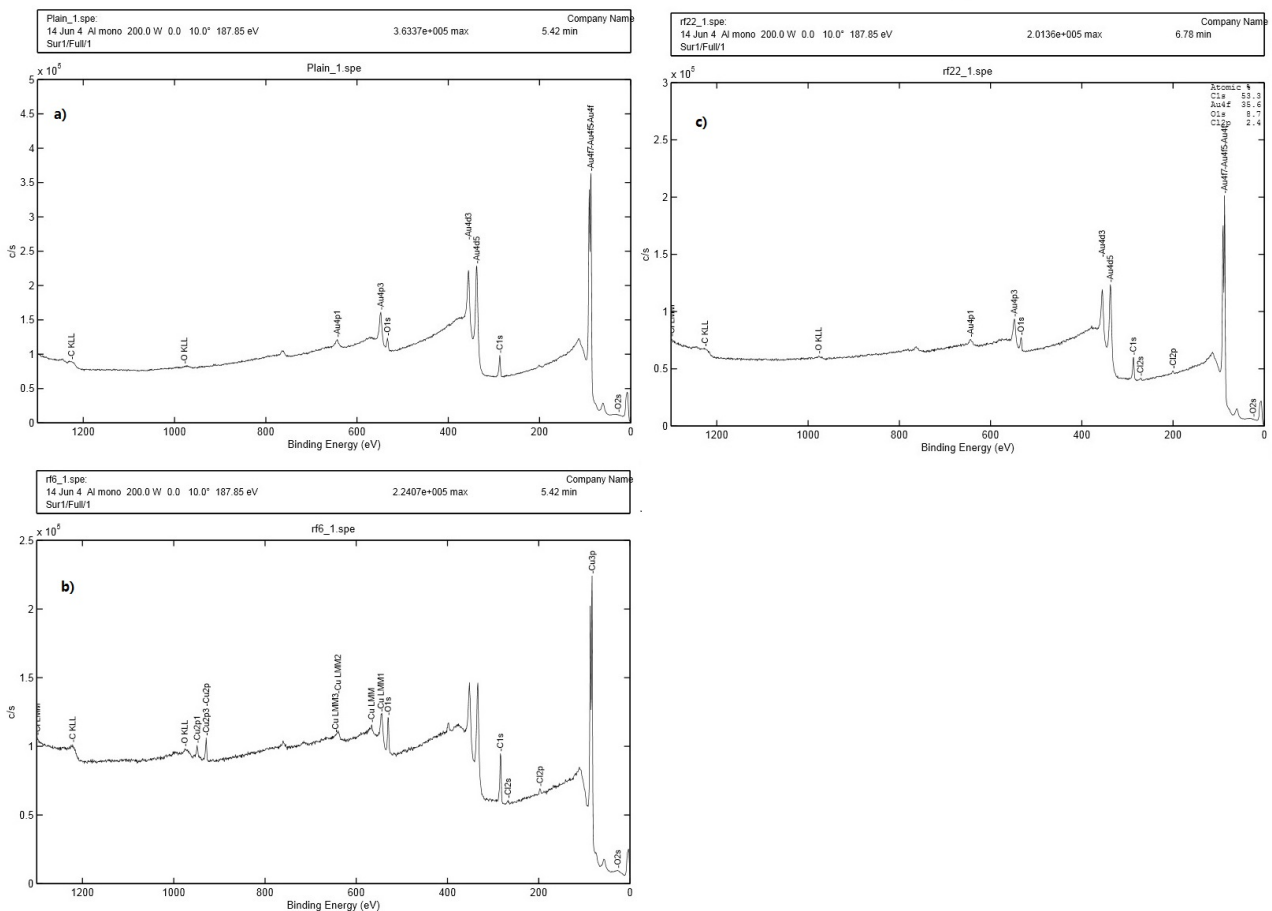 Plain_1.spe: Company Name
14 Jun 4 Al mono 200.0 W 0.0 10.0° 187.85 eV 3.6337e+005 max 5.42 min
Sur1/Full/1
Plain_1.spe
x 10⁵
a)
5
4.5
4
3.5
3
2.5
2
1.5
1
0.5
0
c/s
-C KLL
-O KLL
-Au4p1
-Au4p3
-O1s
-Au4d3
-Au4d5
-C1s
-Au4f7-Au4f5-Au4f
-O2s
1200 1000 800 600 400 200 0
Binding Energy (eV)
rf22_1.spe: Company Name
14 Jun 4 Al mono 200.0 W 0.0 10.0° 187.85 eV 2.0136e+005 max 6.78 min
Sur1/Full/1
rf22_1.spe
x 10⁵
c)
Atomic %
C1s 53.3
Au4f 35.6
O1s 8.7
Cl2p 2.4
3
2.5
2
1.5
1
0.5
0
c/s
-C KLL
-O KLL
-Au4p1
-Au4p3
-O1s
-Au4d3
-Au4d5
-C1s
-Cl2s
-Cl2p
-Au4f7-Au4f5-Au4f
-O2s
1200 1000 800 600 400 200 0
Binding Energy (eV)
rf6_1.spe: Company Name
14 Jun 4 Al mono 200.0 W 0.0 10.0° 187.85 eV 2.2407e+005 max 5.42 min
Sur1/Full/1
rf6_1.spe
x 10⁵
b)
2.5
2
1.5
1
0.5
0
c/s
-C KLL
-O KLL
-Cu2p1
-Cu2p3 -Cu2p
-Cu LMM3-Cu LMM2
-Cu LMM
-Cu LMM1
-O1s
-C1s
-Cl2s
-Cl2p
-Cu3p
-O2s
1200 1000 800 600 400 200 0
Binding Energy (eV)